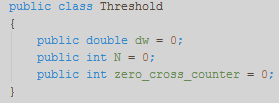 public class Threshold
{
    public double dw = 0;
    public int N = 0;
    public int zero_cross_counter = 0;
}